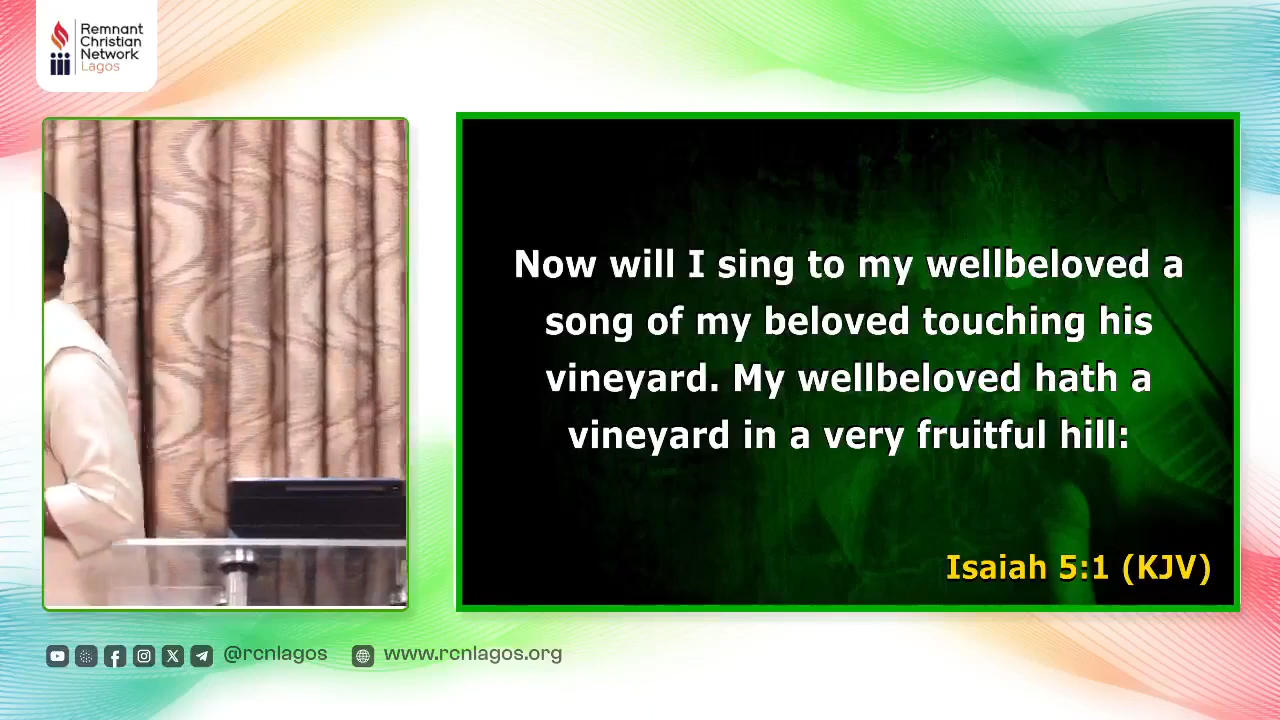 Remnant
Christian
Network
Lagos
Now will I sing to my wellbeloved a
song of my beloved touching his
vineyard. My wellbeloved hath a
vineyard in a very fruitful hill:
Isaiah 5:1 (KJV)
@rcnlagos
www.rcnlagos.org